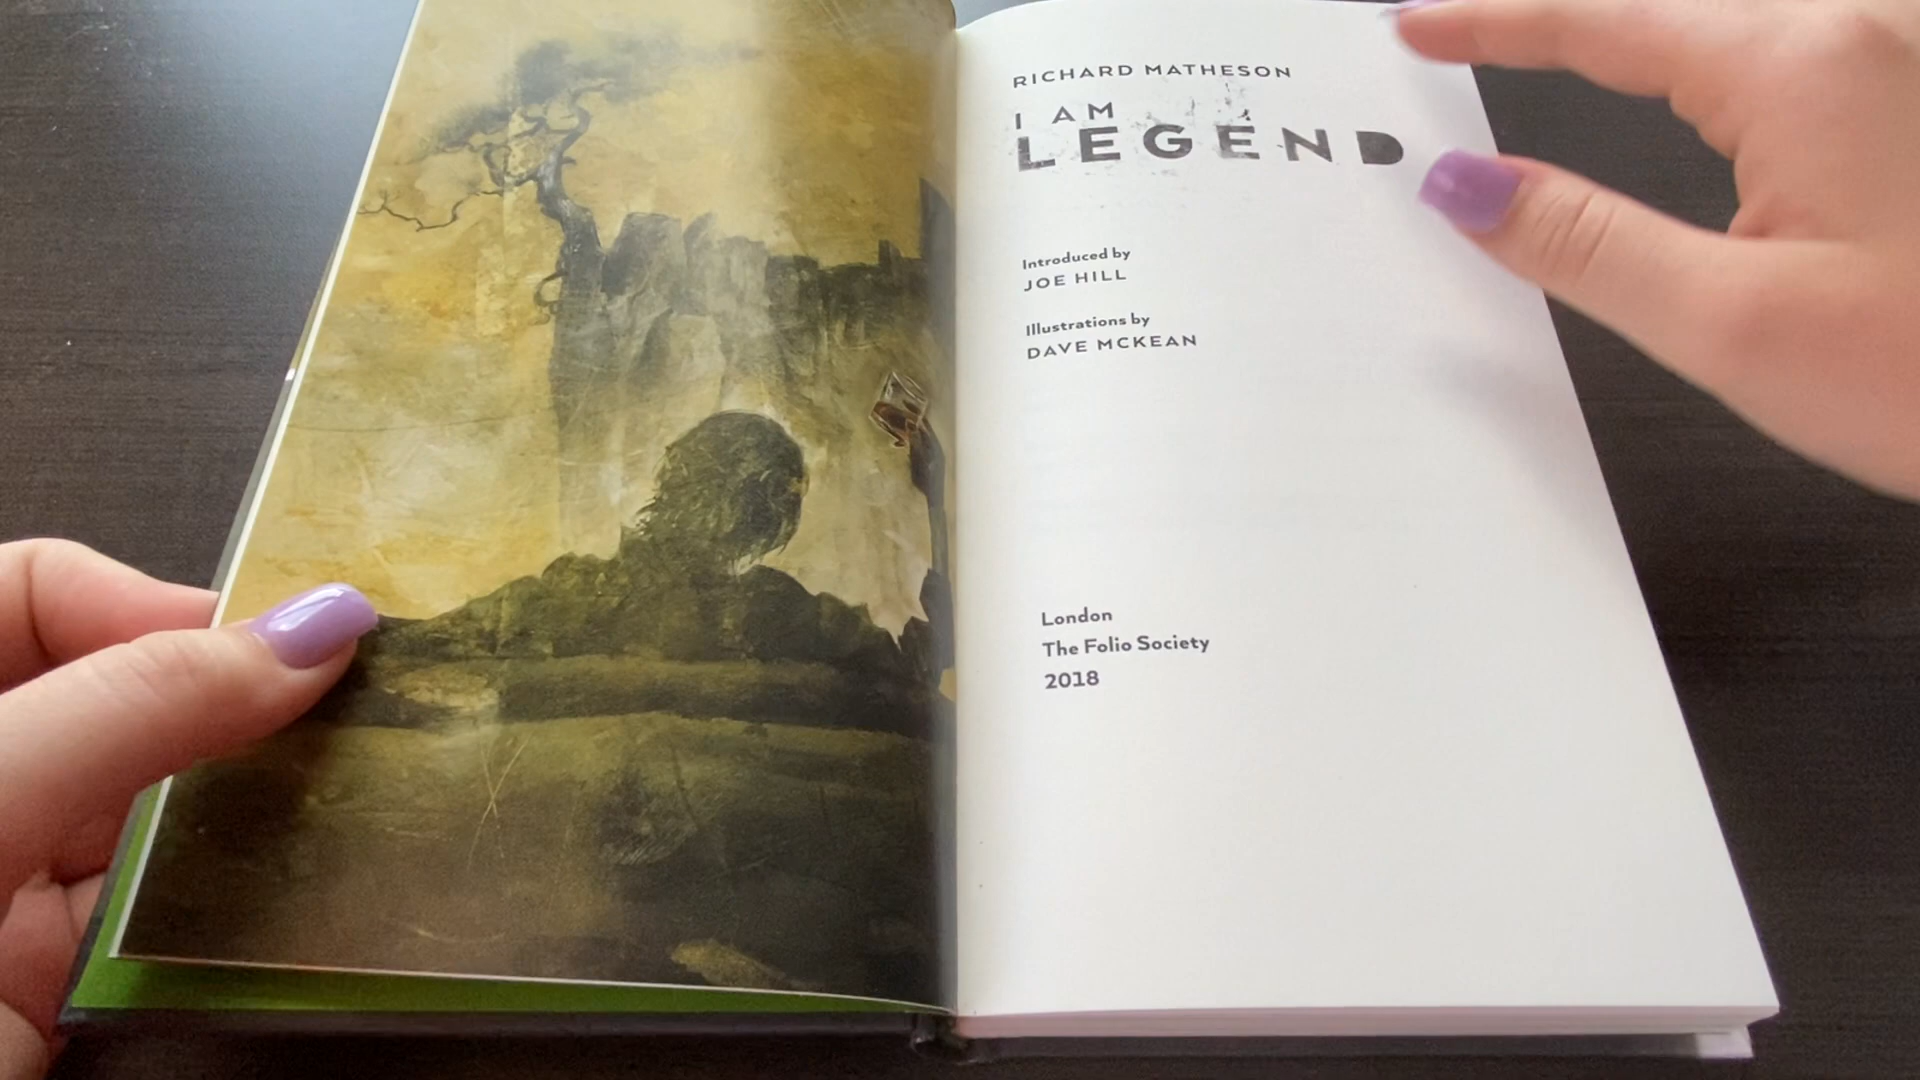 RICHARD MATHESON
I AM
LEGEND
Introduced by
JOE HILL
Illustrations by
DAVE MCKEAN
London
The Folio Society
2018